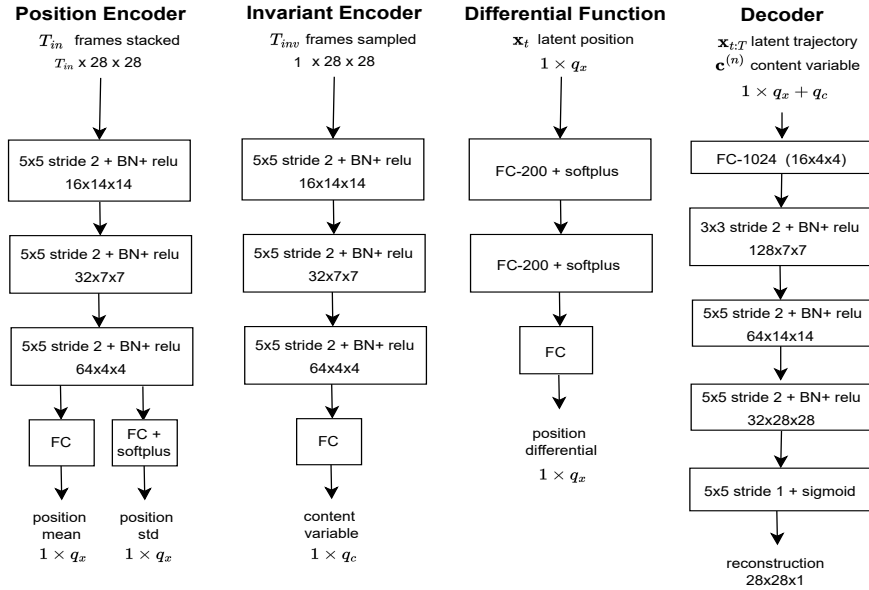 Position Encoder
T_in frames stacked
T_in x 28 x 28
5x5 stride 2 + BN+ relu
16x14x14
5x5 stride 2 + BN+ relu
32x7x7
5x5 stride 2 + BN+ relu
64x4x4
FC
FC +
softplus
position
mean
1 × q_x
position
std
1 × q_x
Invariant Encoder
T_inv frames sampled
1 x 28 x 28
5x5 stride 2 + BN+ relu
16x14x14
5x5 stride 2 + BN+ relu
32x7x7
5x5 stride 2 + BN+ relu
64x4x4
FC
content
variable
1 × q_c
Differential Function
x_t latent position
1 × q_x
FC-200 + softplus
FC-200 + softplus
FC
position
differential
1 × q_x
Decoder
x_{t:T} latent trajectory
c^{(n)} content variable
1 × q_x + q_c
FC-1024 (16x4x4)
3x3 stride 2 + BN+ relu
128x7x7
5x5 stride 2 + BN+ relu
64x14x14
5x5 stride 2 + BN+ relu
32x28x28
5x5 stride 1 + sigmoid
reconstruction
28x28x1